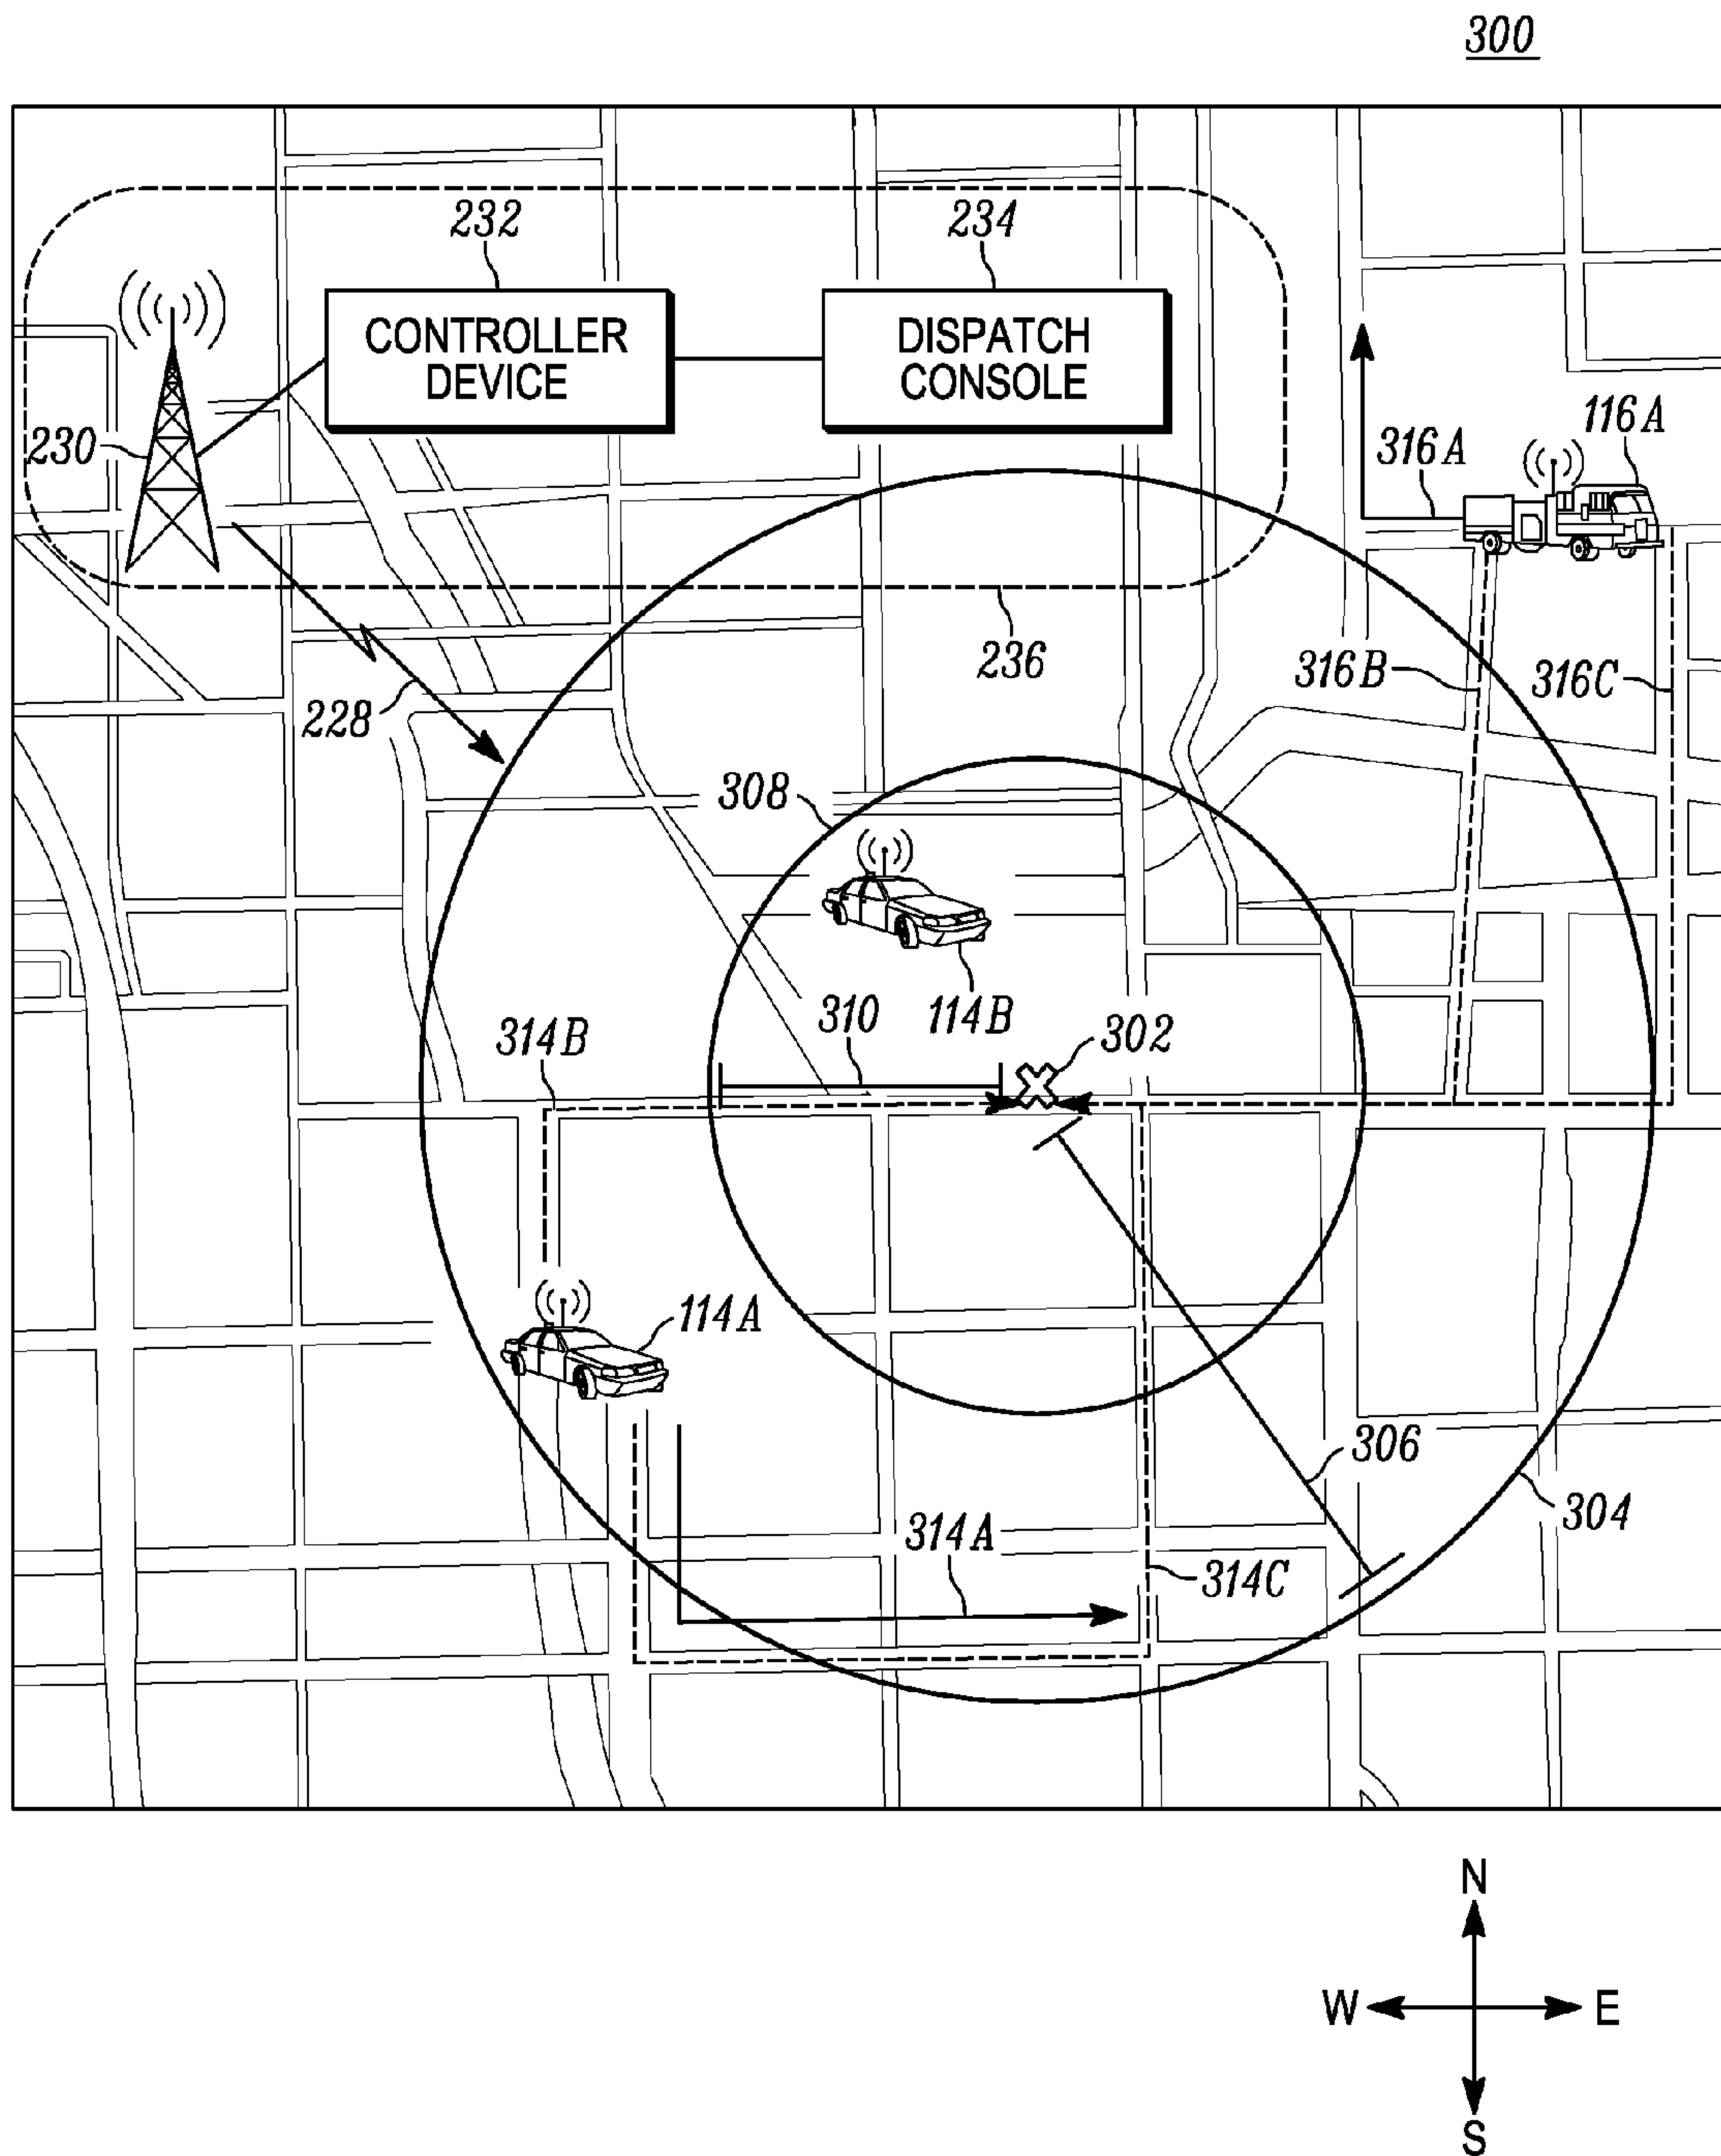 300
232
234
CONTROLLER
DEVICE
DISPATCH
CONSOLE
230
116A
316A
236
316B
316C
228
308
114B
310
302
314B
114A
306
304
314A
314C
N
W
E
S